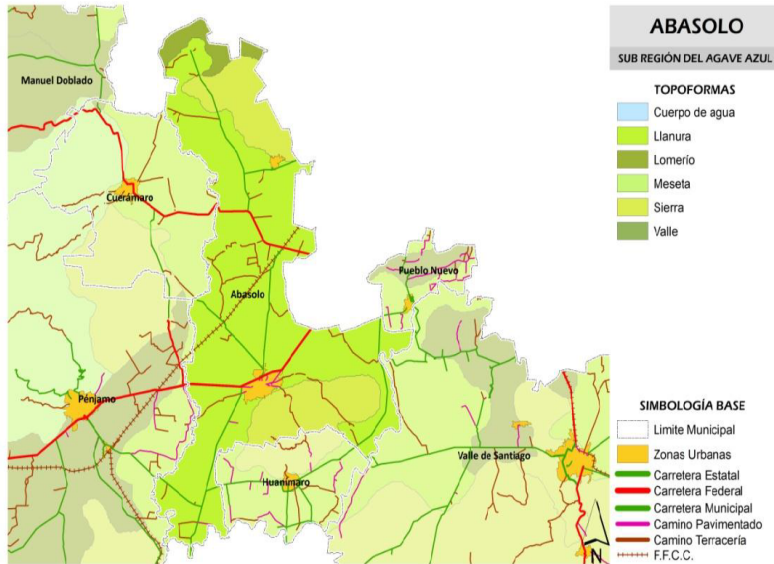 ABASOLO
SUB REGIÓN DEL AGAVE AZUL
TOPOFORMAS
Cuerpo de agua
Llanura
Lomerío
Meseta
Sierra
Valle
Manuel Doblado
Cuerámaro
Pueblo Nuevo
Abasolo
Pénjamo
Valle de Santiago
Huanímaro
SIMBOLOGÍA BASE
Limite Municipal
Zonas Urbanas
Carretera Estatal
Carretera Federal
Carretera Municipal
Camino Pavimentado
Camino Terracería
F.F.C.C.
N